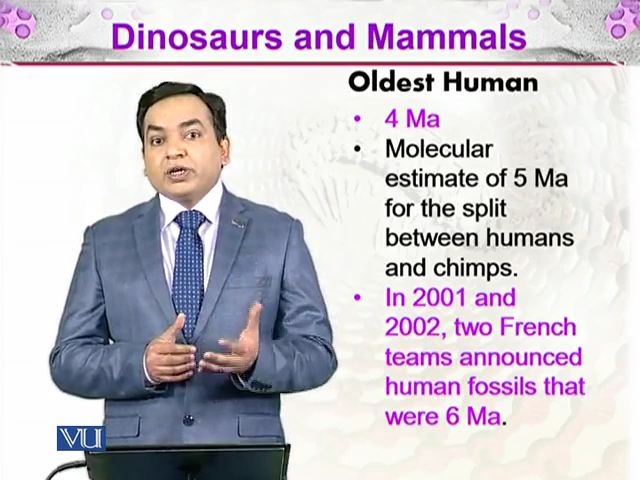 Dinosaurs and Mammals
Oldest Human
• 4 Ma
• Molecular
estimate of 5 Ma
for the split
between humans
and chimps.
• In 2001 and
2002, two French
teams announced
human fossils that
were 6 Ma.
VU